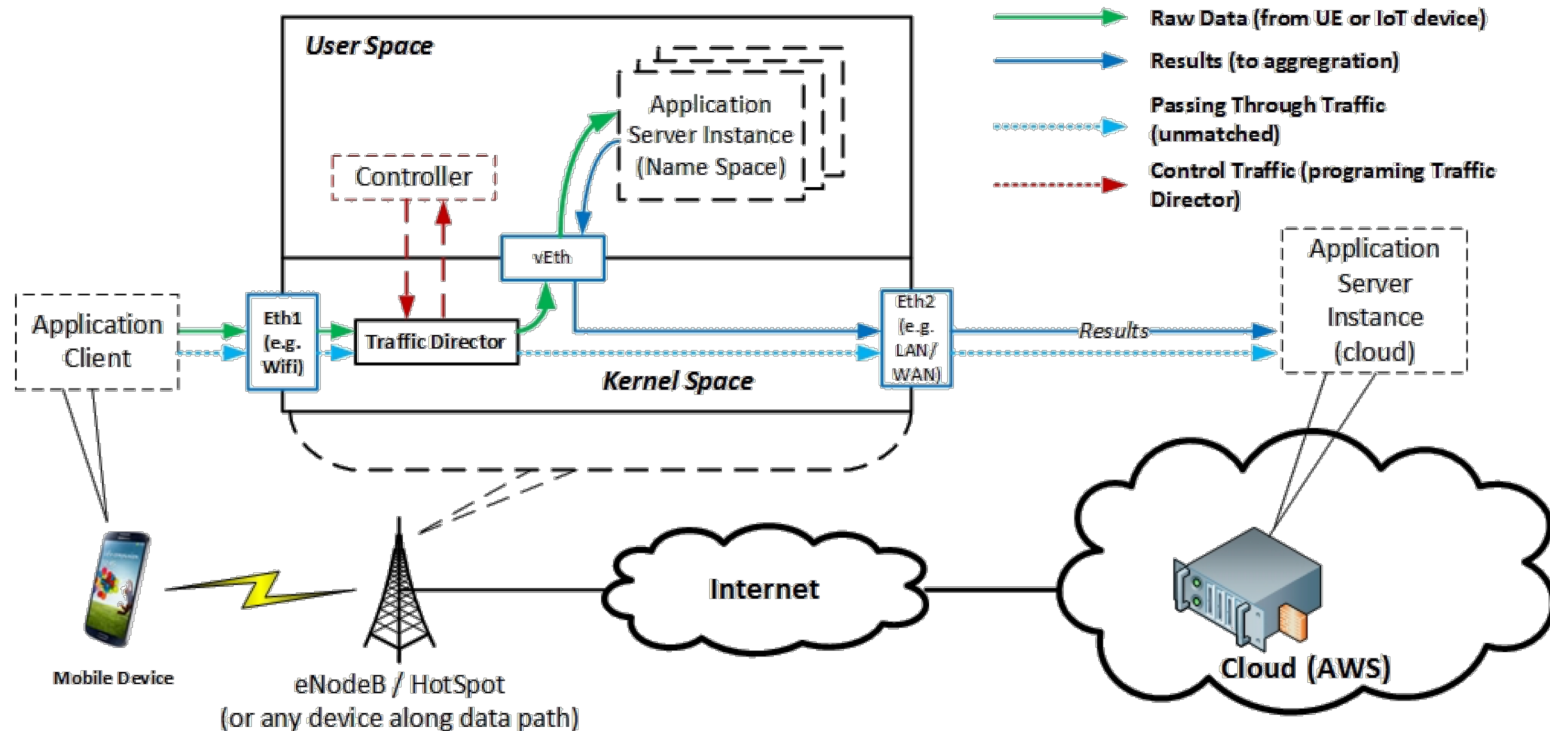 User Space
Application
Server Instance
(Name Space)
Controller
vEth
Application
Client
Eth1
(e.g.
Wifi)
Traffic Director
Kernel Space
Eth2
(e.g.
LAN/
WAN)
Results
Raw Data (from UE or IoT device)
Results (to aggregration)
Passing Through Traffic
(unmatched)
Control Traffic (programing Traffic
Director)
Application
Server
Instance
(cloud)
Mobile Device
eNodeB / HotSpot
(or any device along data path)
Internet
Cloud (AWS)